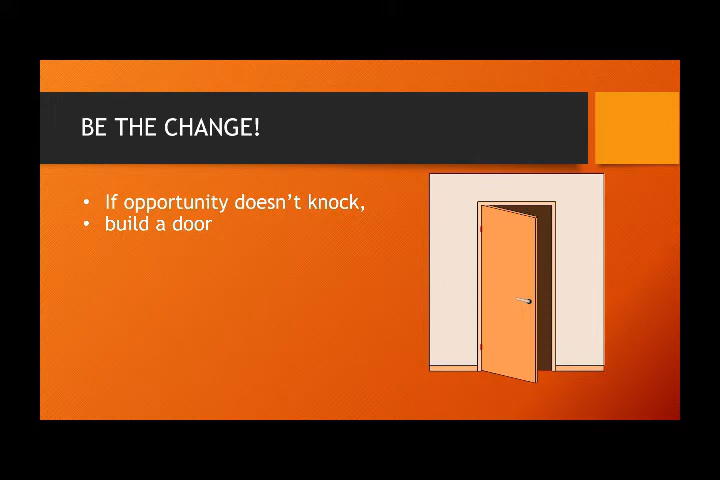 BE THE CHANGE!
• If opportunity doesn't knock,
• build a door